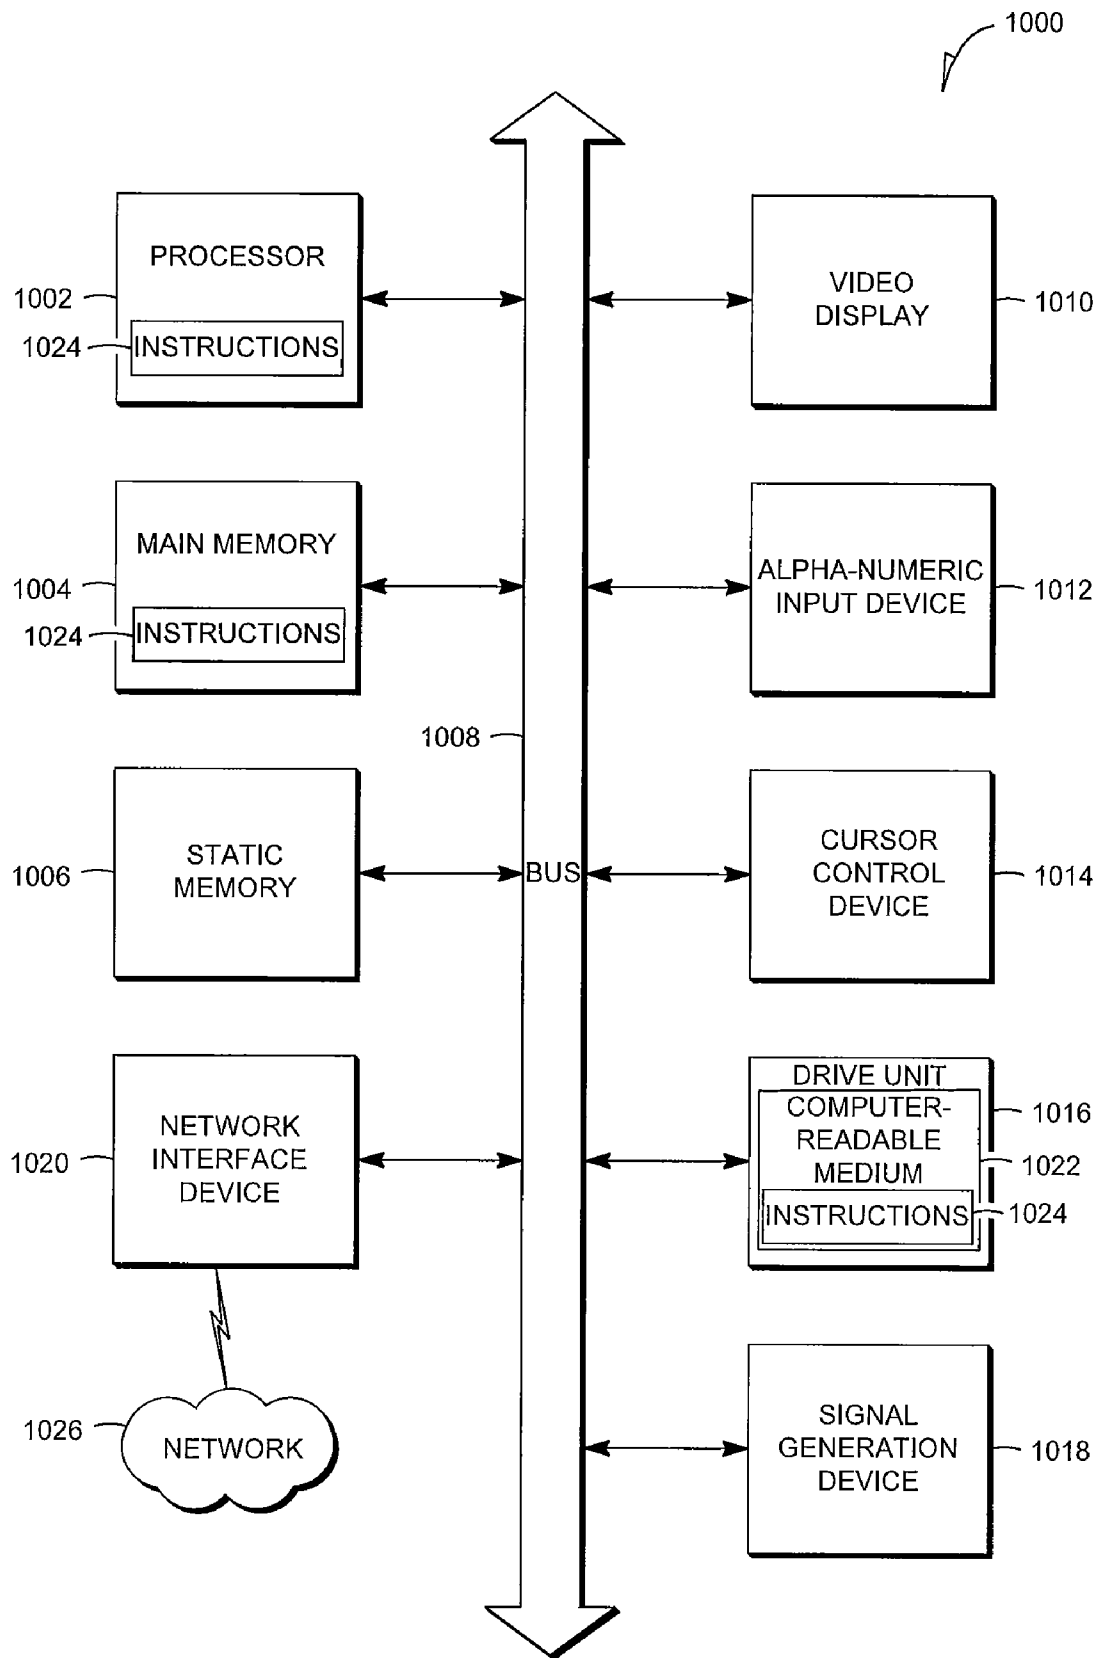 1000
PROCESSOR
1002
1024
INSTRUCTIONS
VIDEO
DISPLAY
1010
MAIN MEMORY
1004
1024
INSTRUCTIONS
ALPHA-NUMERIC
INPUT DEVICE
1012
1008
STATIC
MEMORY
1006
BUS
CURSOR
CONTROL
DEVICE
1014
NETWORK
INTERFACE
DEVICE
1020
DRIVE UNIT
COMPUTER-
READABLE
MEDIUM
INSTRUCTIONS
1016
1022
1024
1026
NETWORK
SIGNAL
GENERATION
DEVICE
1018